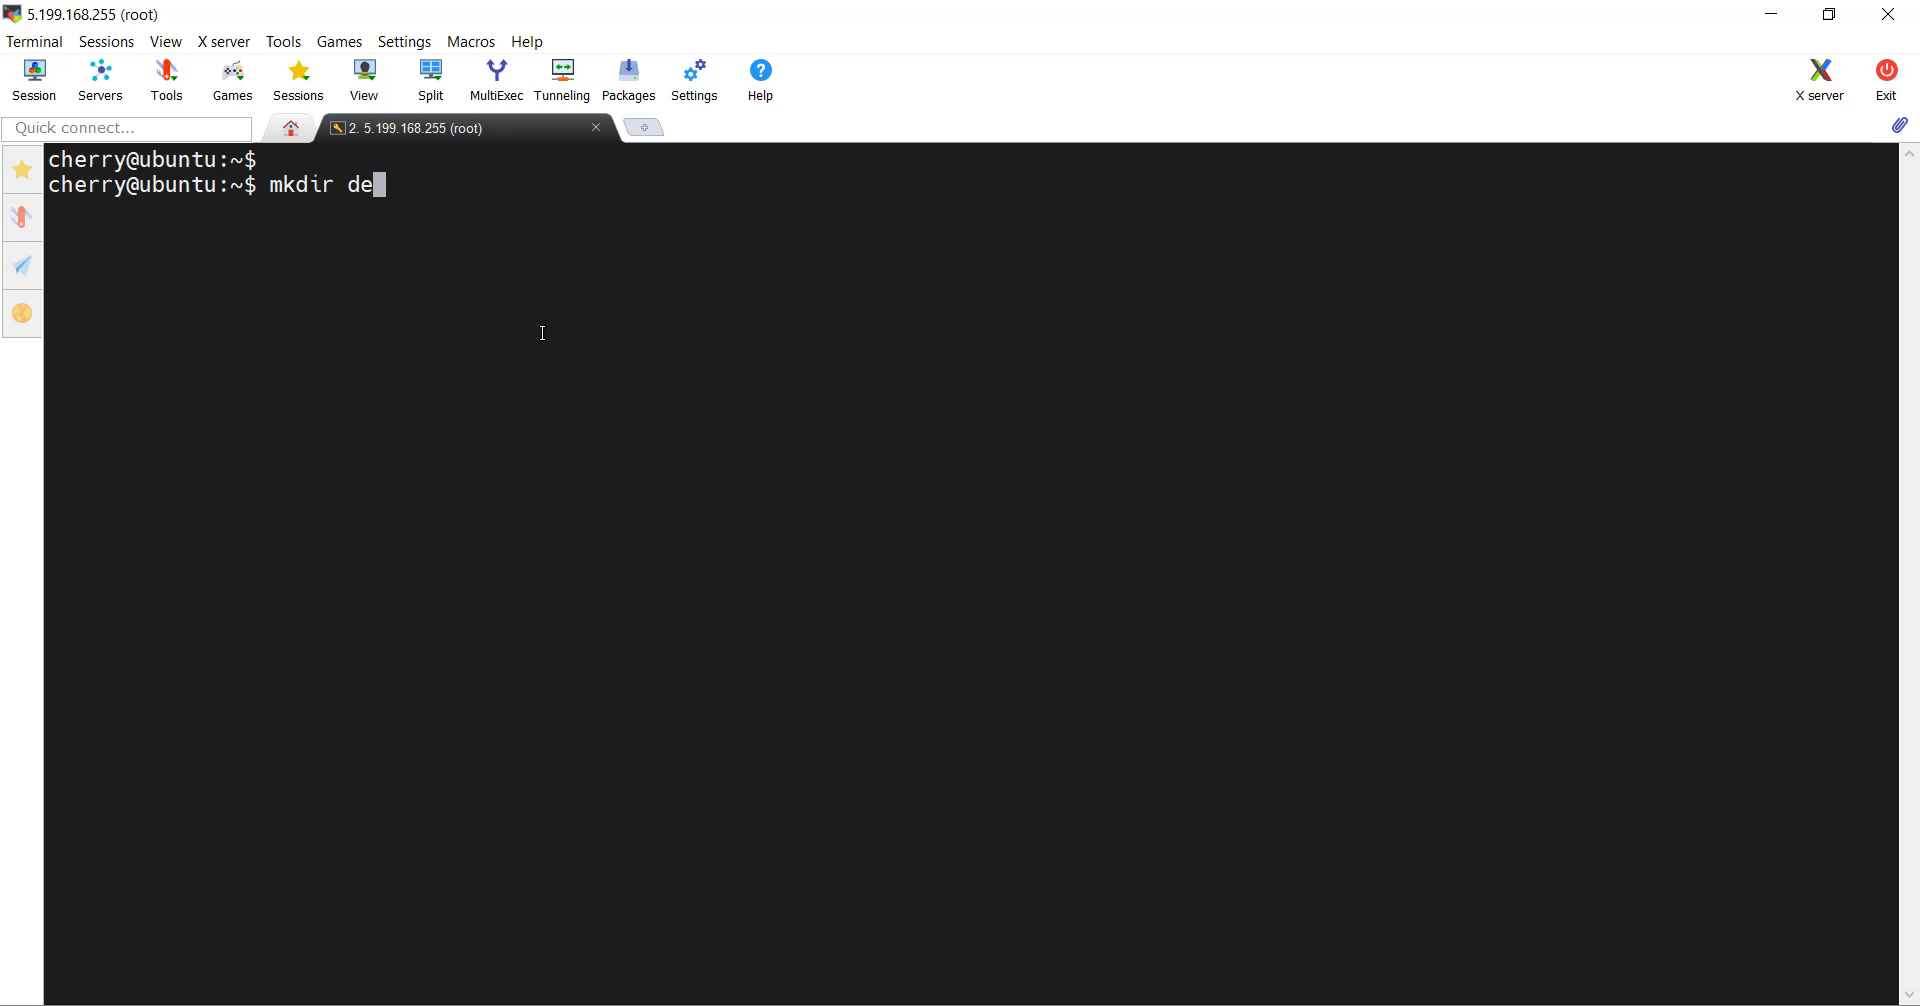 5.199.168.255 (root)
Terminal Sessions View X server Tools Games Settings Macros Help
Session Servers Tools Games Sessions View Split MultiExec Tunneling Packages Settings Help X server Exit
Quick connect... 2. 5.199.168.255 (root)
cherry@ubuntu:~$
cherry@ubuntu:~$ mkdir de